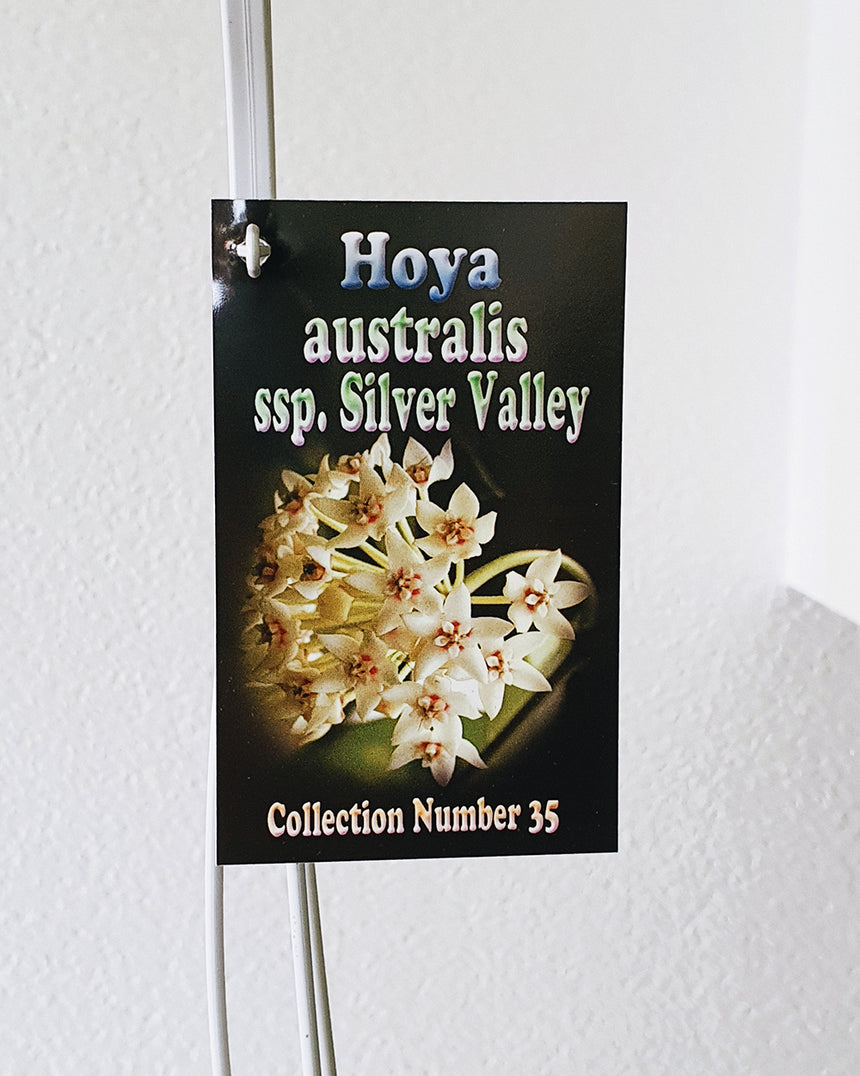 Hoya
australis
ssp. Silver Valley
Collection Number 35